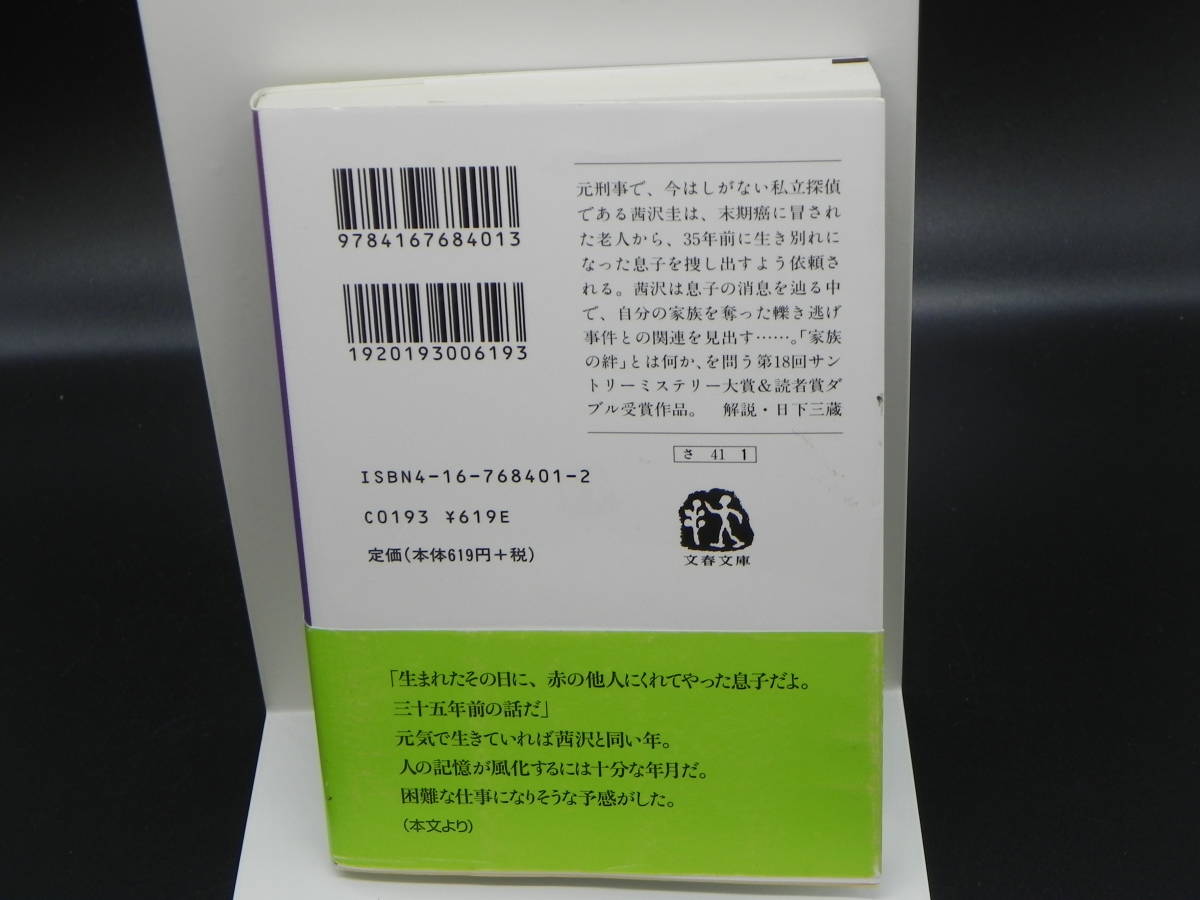 9784167684013
1920193006193
元刑事で、今はしがない私立探偵
である茜沢圭は、末期癌に冒され
た老人から、35年前に生き別れに
なった息子を捜し出すよう依頼さ
れる。茜沢は息子の消息を辿る中
で、自分の家族を奪った轢き逃げ
事件との関連を見出す……。「家族
の絆」とは何か、を問う第18回サン
トリーミステリー大賞&読者賞ダ
ブル受賞作品。 解説・日下三蔵
さ 41 1
ISBN4-16-768401-2
C0193 ¥619E
定価(本体619円+税)
文春文庫
「生まれたその日に、赤の他人にくれてやった息子だよ。
三十五年前の話だ」
元気で生きていれば茜沢と同い年。
人の記憶が風化するには十分な年月だ。
困難な仕事になりそうな予感がした。
(本文より)